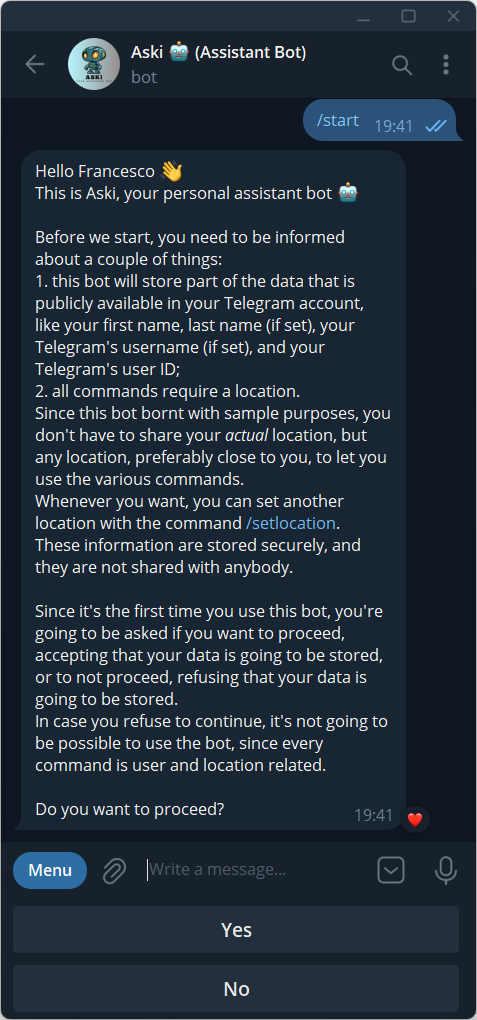 Aski 🤖 (Assistant Bot)
bot
/start 19:41
Hello Francesco 👋
This is Aski, your personal assistant bot 🤖
Before we start, you need to be informed
about a couple of things:
1. this bot will store part of the data that is
publicly available in your Telegram account,
like your first name, last name (if set), your
Telegram's username (if set), and your
Telegram's user ID;
2. all commands require a location.
Since this bot bornt with sample purposes, you
don't have to share your actual location, but
any location, preferably close to you, to let you
use the various commands.
Whenever you want, you can set another
location with the command /setlocation.
These information are stored securely, and
they are not shared with anybody.
Since it's the first time you use this bot, you're
going to be asked if you want to proceed,
accepting that your data is going to be stored,
or to not proceed, refusing that your data is
going to be stored.
In case you refuse to continue, it's not going to
be possible to use the bot, since every
command is user and location related.
Do you want to proceed?
19:41
Menu
Write a message...
Yes
No